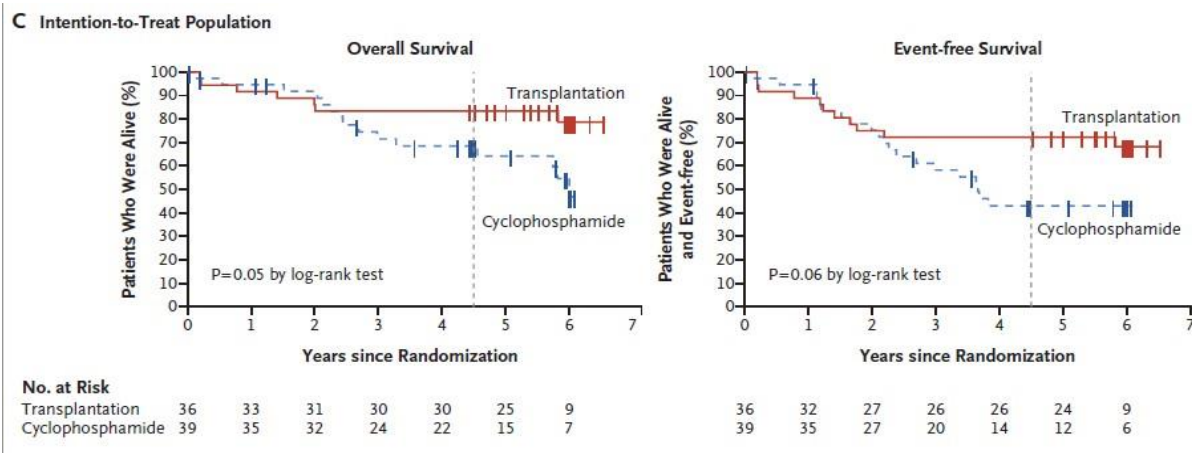 C Intention-to-Treat Population
Overall Survival
Patients Who Were Alive (%)
100
90
80
70
60
50
40
30
20
10
0
Transplantation
Cyclophosphamide
P=0.05 by log-rank test
0 1 2 3 4 5 6 7
Years since Randomization
Event-free Survival
Patients Who Were Alive
and Event-free (%)
100
90
80
70
60
50
40
30
20
10
0
Transplantation
Cyclophosphamide
P=0.06 by log-rank test
0 1 2 3 4 5 6 7
Years since Randomization
No. at Risk
Transplantation 36 33 31 30 30 25 9 36 32 27 26 26 24 9
Cyclophosphamide 39 35 32 24 22 15 7 39 35 27 20 14 12 6